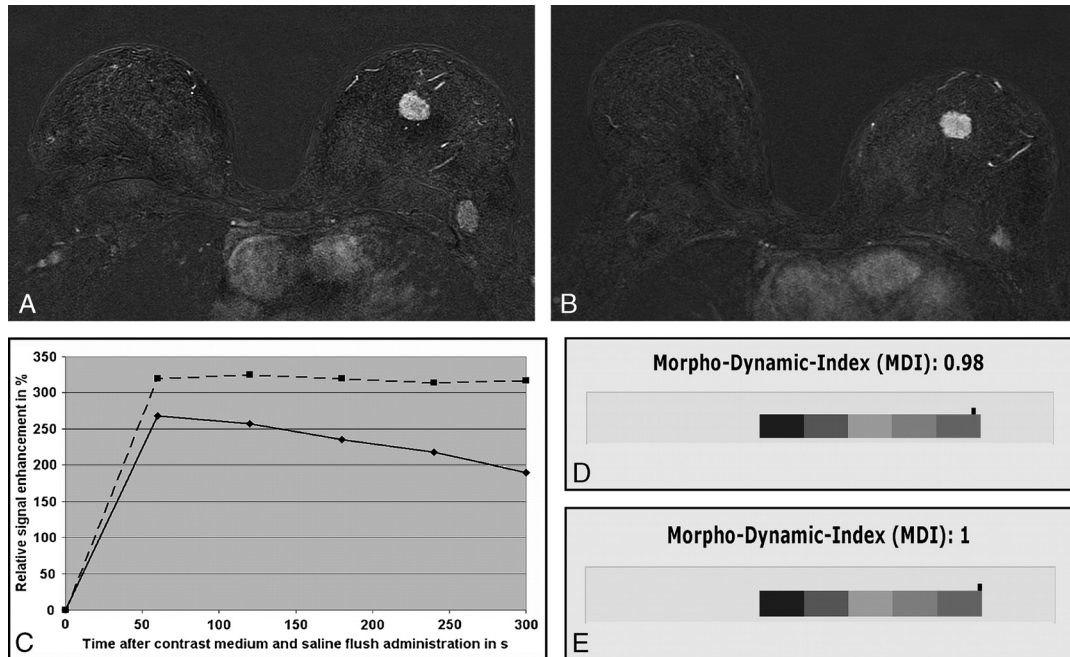 A
B
350
300
250
200
150
100
50
0
Relative signal enhancement in %
0 50 100 150 200 250 300
Time after contrast medium and saline flush administration in s
C
Morpho-Dynamic-Index (MDI): 0.98
D
Morpho-Dynamic-Index (MDI): 1
E